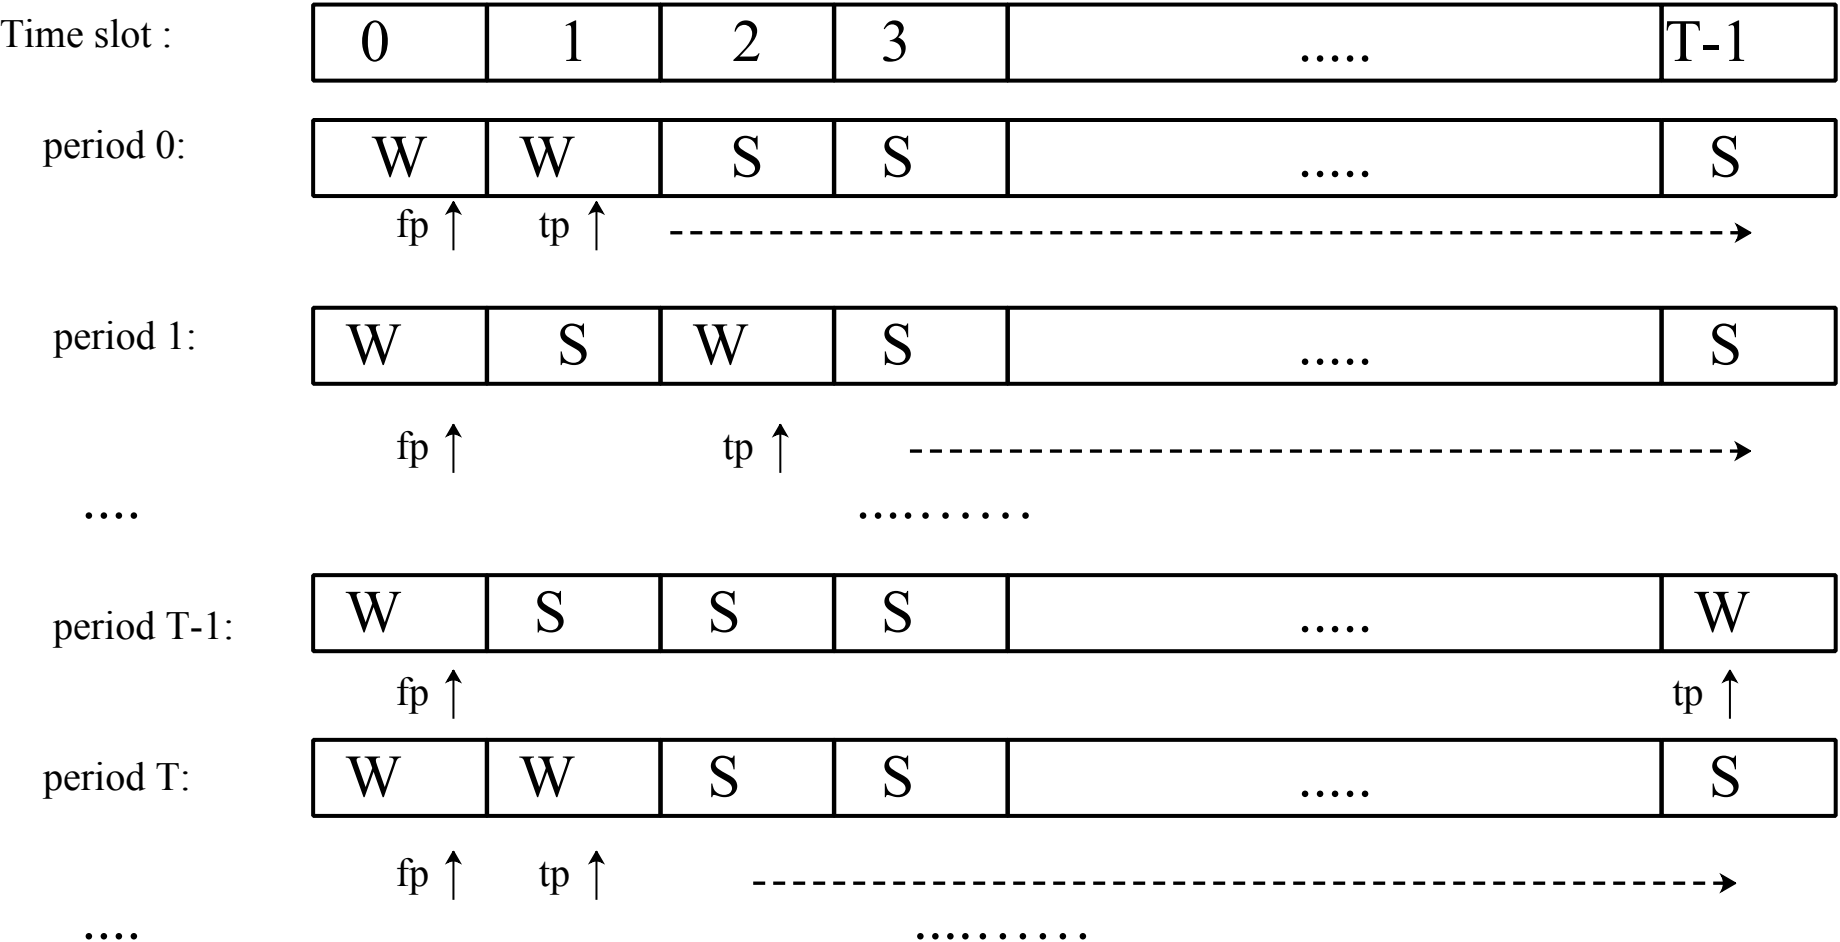 Time slot : 0 1 2 3 ..... T-1
period 0: W W S S ..... S
fp tp
period 1: W S W S ..... S
fp tp
.... ..........
period T-1: W S S S ..... W
fp tp
period T: W W S S ..... S
fp tp
.... ..........